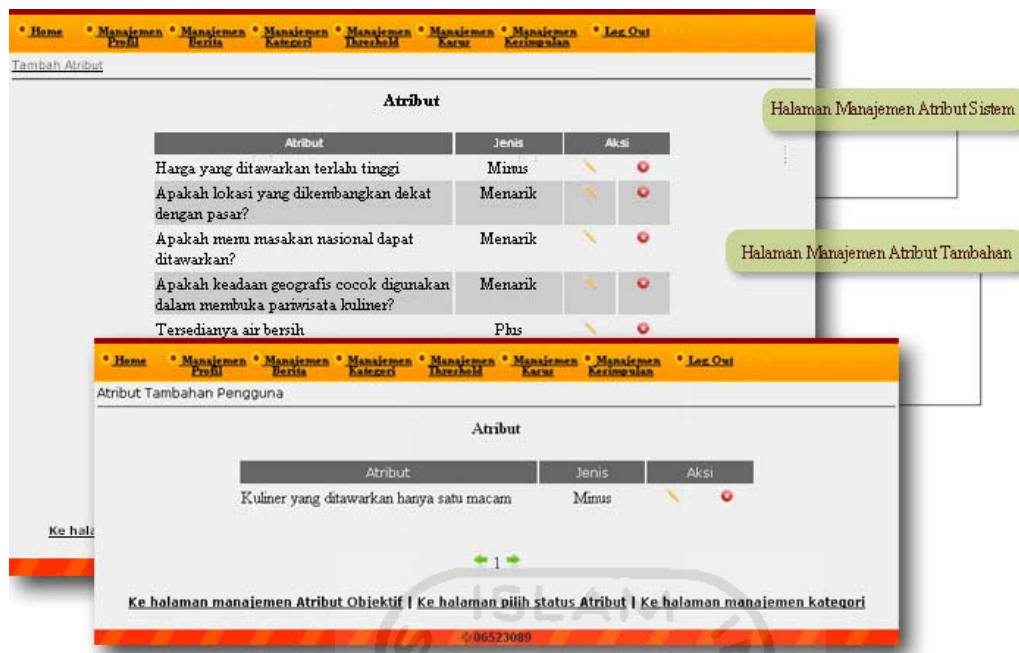 Home Manajemen Profil Manajemen Berita Manajemen Kategori Manajemen Threshold Manajemen Kasus Manajemen Kesimpulan Log Out
Tambah Atribut
Atribut
Atribut Jenis Aksi
Harga yang ditawarkan terlalu tinggi Minus
Apakah lokasi yang dikembangkan dekat Menarik
dengan pasar?
Apakah menu masakan nasional dapat Menarik
ditawarkan?
Apakah keadaan geografis cocok digunakan Menarik
dalam membuka pariwisata kuliner?
Tersedianya air bersih Plus
Ke hala
Halaman Manajemen Atribut Sistem
Halaman Manajemen Atribut Tambahan
Home Manajemen Profil Manajemen Berita Manajemen Kategori Manajemen Threshold Manajemen Kasus Manajemen Kesimpulan Log Out
Atribut Tambahan Pengguna
Atribut
Atribut Jenis Aksi
Kuliner yang ditawarkan hanya satu macam Minus
1
Ke halaman manajemen Atribut Objektif | Ke halaman pilih status Atribut | Ke halaman manajemen kategori
©06523089
ISLAM